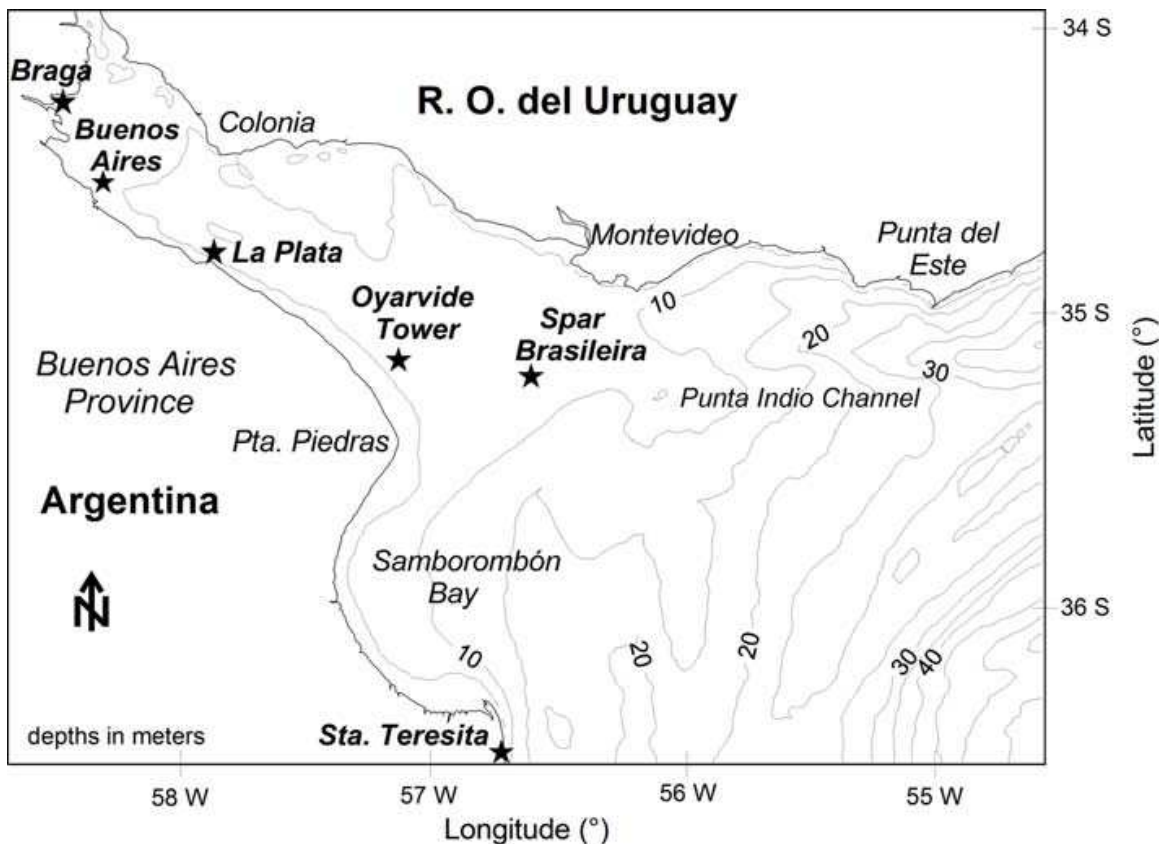 34 S
Braga
R. O. del Uruguay
Buenos
Aires
Colonia
Montevideo
Punta del
Este
La Plata
10
35 S
Oyarvide
Tower
Spar
Brasileira
20
30
Buenos Aires
Province
Punta Indio Channel
Latitude (°)
Pta. Piedras
Argentina
Samborombón
Bay
N
36 S
10
20
20
30
40
depths in meters
Sta. Teresita
58 W
57 W
56 W
55 W
Longitude (°)